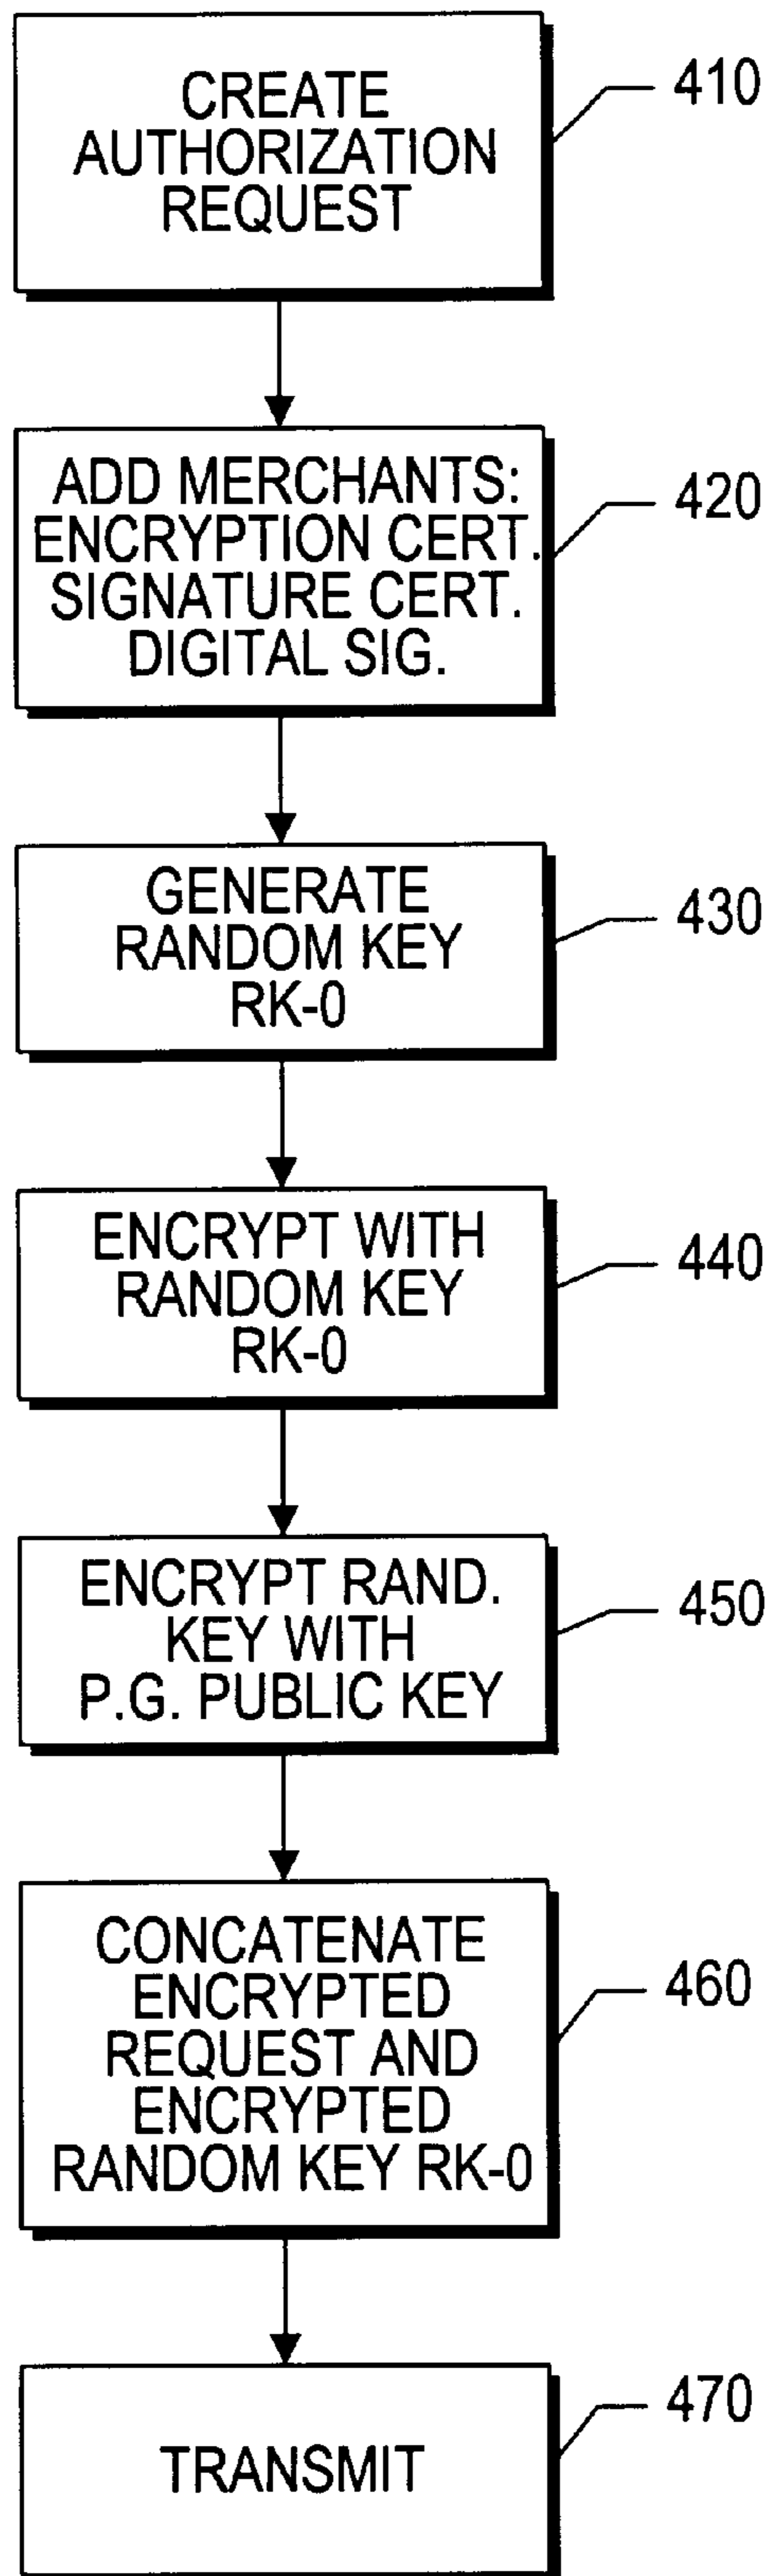 CREATE
AUTHORIZATION
REQUEST
410
ADD MERCHANTS:
ENCRYPTION CERT.
SIGNATURE CERT.
DIGITAL SIG.
420
GENERATE
RANDOM KEY
RK-0
430
ENCRYPT WITH
RANDOM KEY
RK-0
440
ENCRYPT RAND.
KEY WITH
P.G. PUBLIC KEY
450
CONCATENATE
ENCRYPTED
REQUEST AND
ENCRYPTED
RANDOM KEY RK-0
460
TRANSMIT
470